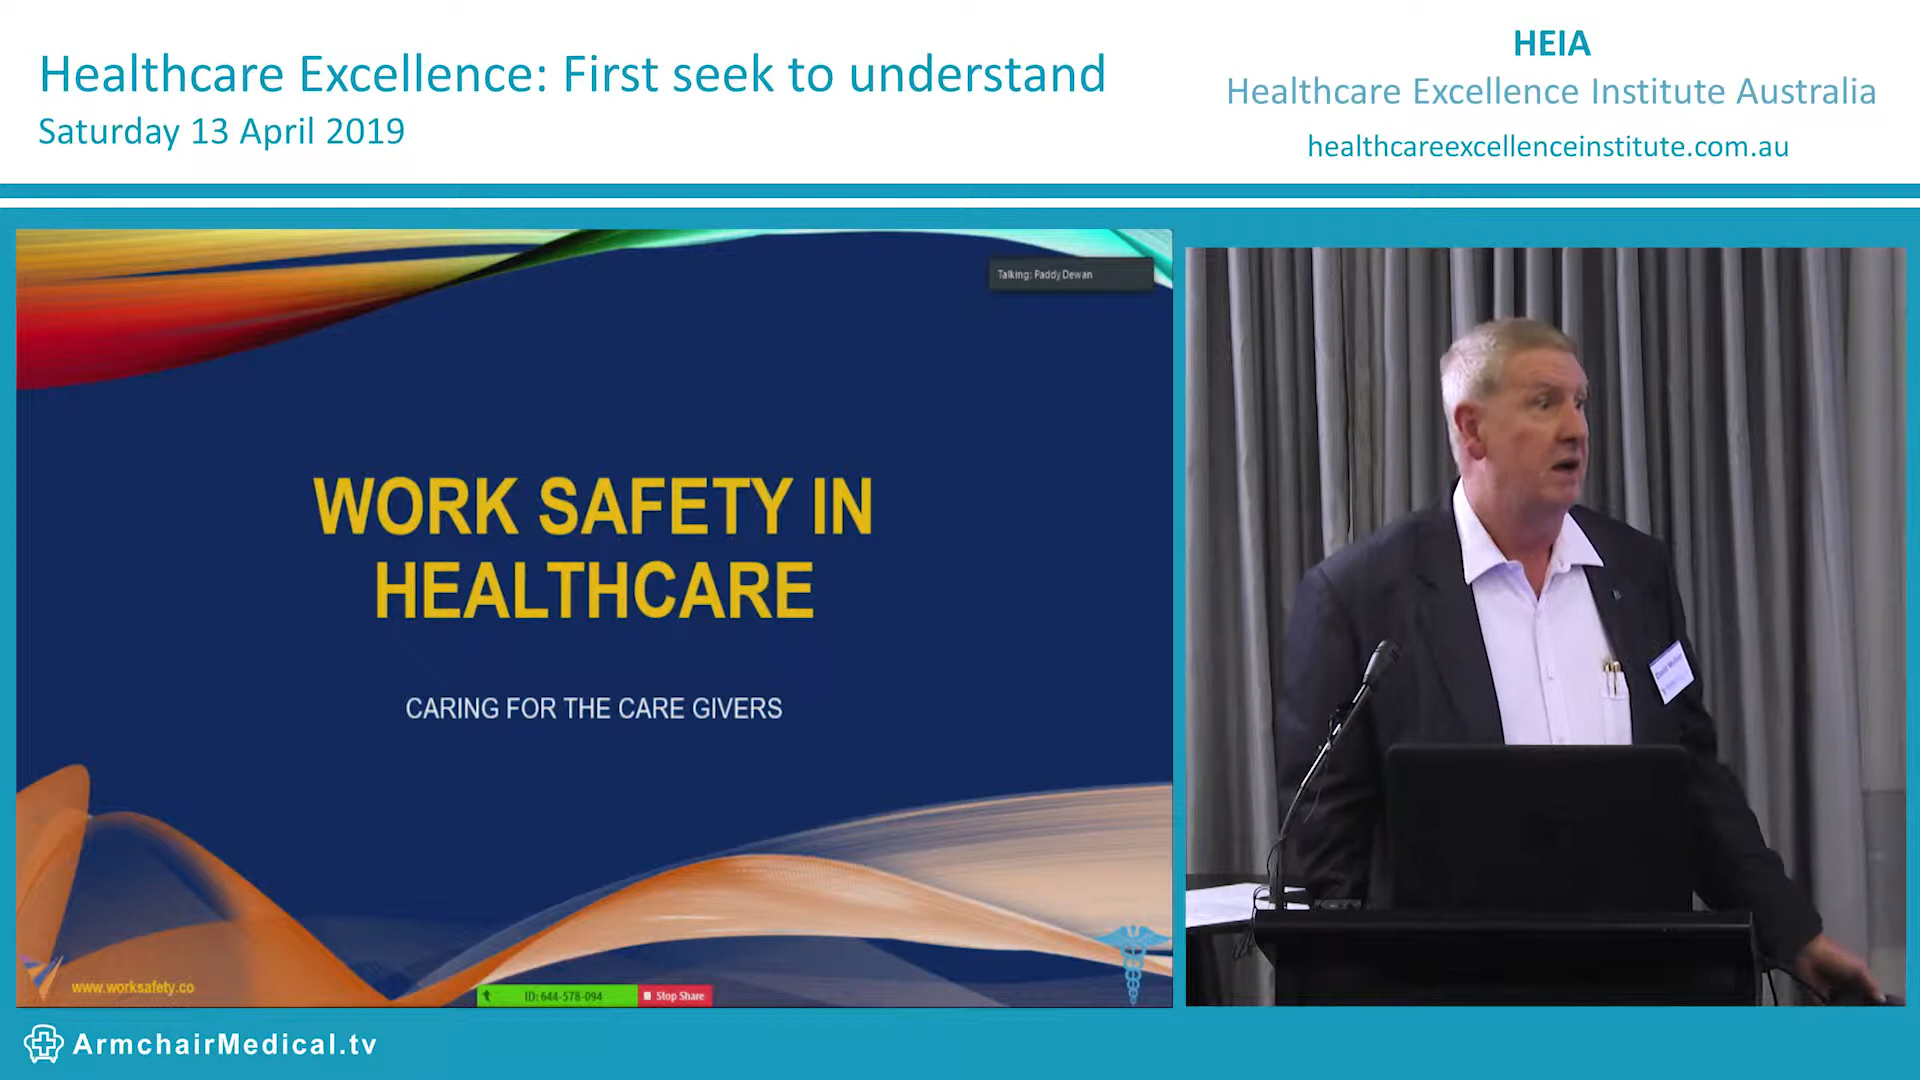 Healthcare Excellence: First seek to understand
Saturday 13 April 2019
HEIA
Healthcare Excellence Institute Australia
healthcareexcellenceinstitute.com.au
Talking: Paddy Dewan
WORK SAFETY IN
HEALTHCARE
CARING FOR THE CARE GIVERS
www.worksafety.co
ID: 644-578-094
Stop Share
David
ArmchairMedical.tv